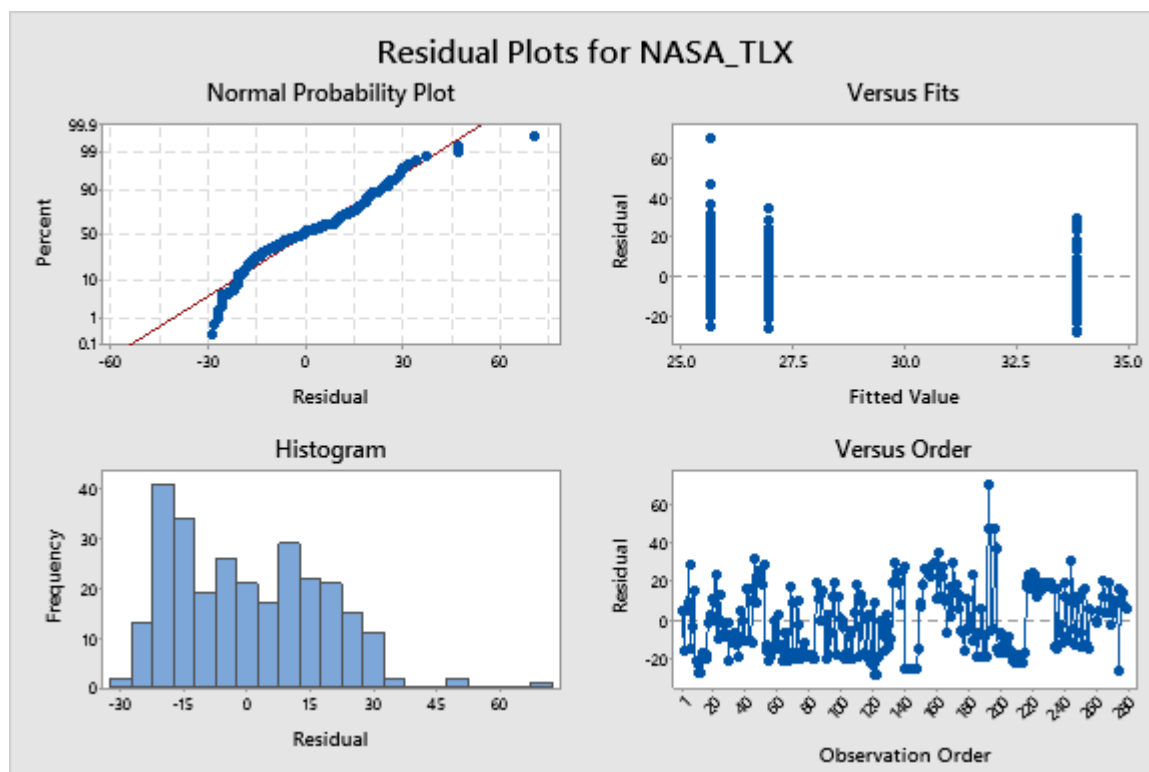 Residual Plots for NASA_TLX
Normal Probability Plot
99.9
99
90
50
10
1
0.1
Percent
-60 -30 0 30 60
Residual
Versus Fits
60
40
20
0
-20
Residual
25.0 27.5 30.0 32.5 35.0
Fitted Value
Histogram
40
30
20
10
0
Frequency
-30 -15 0 15 30 45 60
Residual
Versus Order
60
40
20
0
-20
Residual
1 20 40 60 80 100 120 140 160 180 200 220 240 260 280
Observation Order